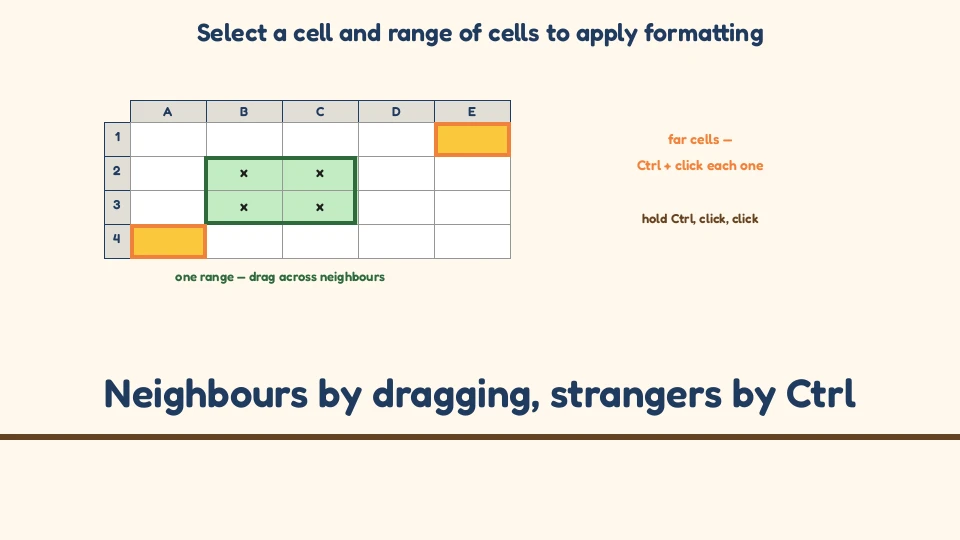 Select a cell and range of cells to apply formatting
A B C D E
1
2 × ×
3 × ×
4
far cells —
Ctrl + click each one
hold Ctrl, click, click
one range — drag across neighbours
Neighbours by dragging, strangers by Ctrl